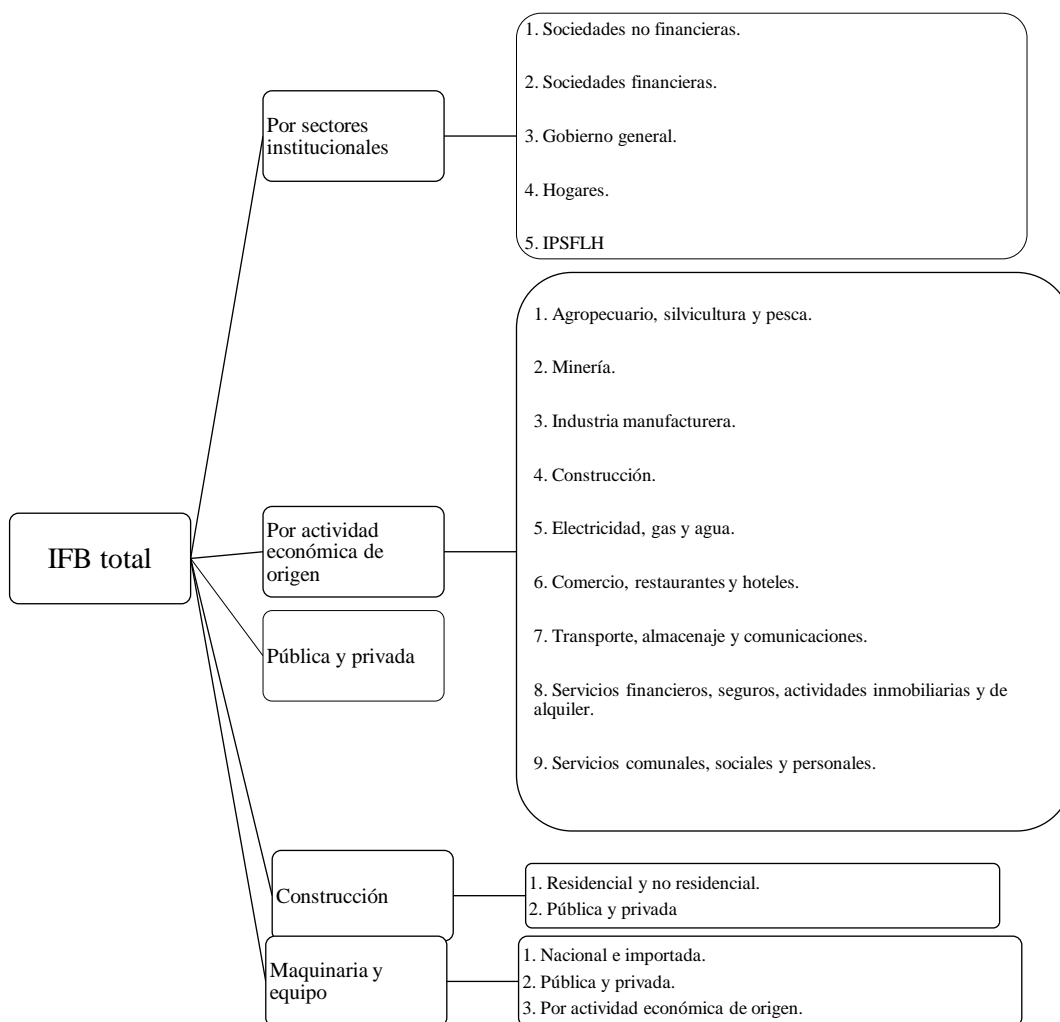 IFB total
Por sectores
institucionales
1. Sociedades no financieras.
2. Sociedades financieras.
3. Gobierno general.
4. Hogares.
5. IPSFLH
Por actividad
económica de
origen
1. Agropecuario, silvicultura y pesca.
2. Minería.
3. Industria manufacturera.
4. Construcción.
5. Electricidad, gas y agua.
6. Comercio, restaurantes y hoteles.
7. Transporte, almacenaje y comunicaciones.
8. Servicios financieros, seguros, actividades inmobiliarias y de
alquiler.
9. Servicios comunales, sociales y personales.
Pública y privada
Construcción
1. Residencial y no residencial.
2. Pública y privada
Maquinaria y
equipo
1. Nacional e importada.
2. Pública y privada.
3. Por actividad económica de origen.